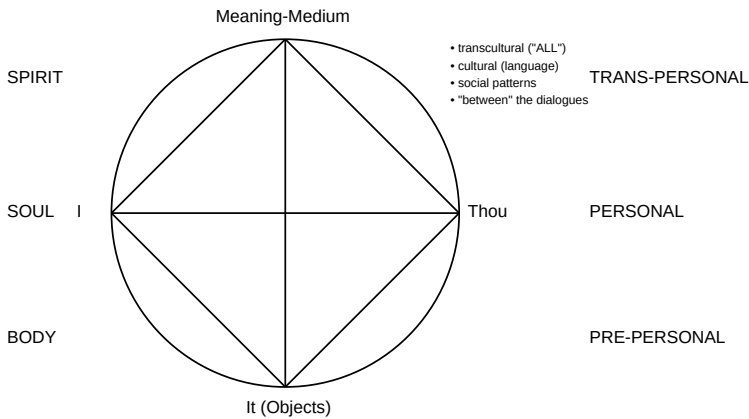 Meaning-Medium
• transcultural ("ALL")
• cultural (language)
• social patterns
• "between" the dialogues
SPIRIT
TRANS-PERSONAL
SOUL I
Thou
PERSONAL
BODY
PRE-PERSONAL
It (Objects)